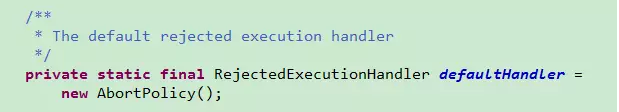 /**
 * The default rejected execution handler
 */
private static final RejectedExecutionHandler defaultHandler =
    new AbortPolicy();